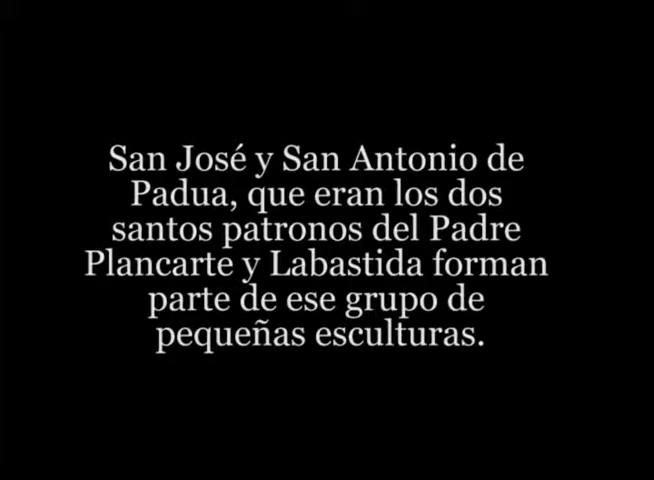 San José y San Antonio de
Padua, que eran los dos
santos patronos del Padre
Plancarte y Labastida forman
parte de ese grupo de
pequeñas esculturas.